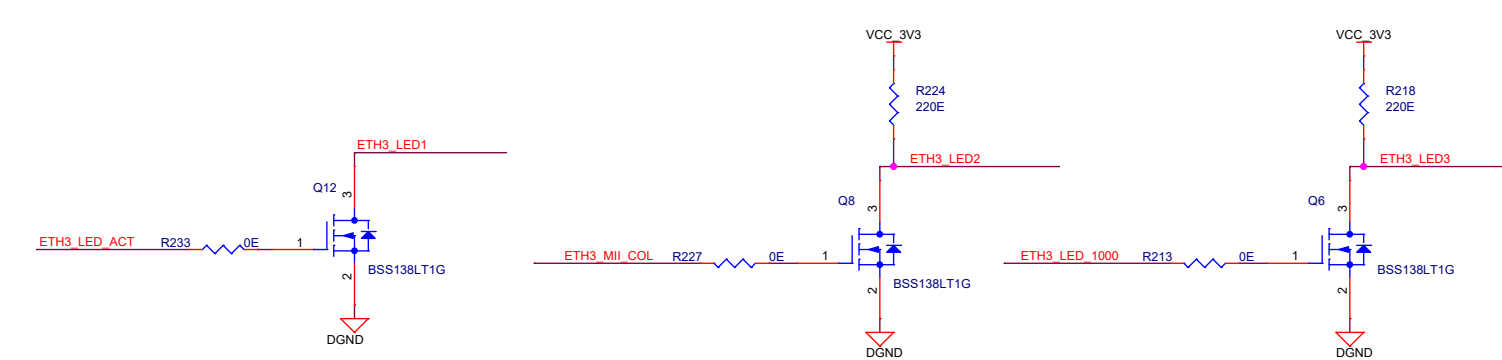 VCC_3V3
VCC_3V3
R224
220E
R218
220E
ETH3_LED1
ETH3_LED2
ETH3_LED3
Q12
3
Q8
3
Q6
3
ETH3_LED_ACT
R233
0E
1
ETH3_MII_COL
R227
0E
1
ETH3_LED_1000
R213
0E
1
BSS138LT1G
2
BSS138LT1G
2
BSS138LT1G
2
DGND
DGND
DGND